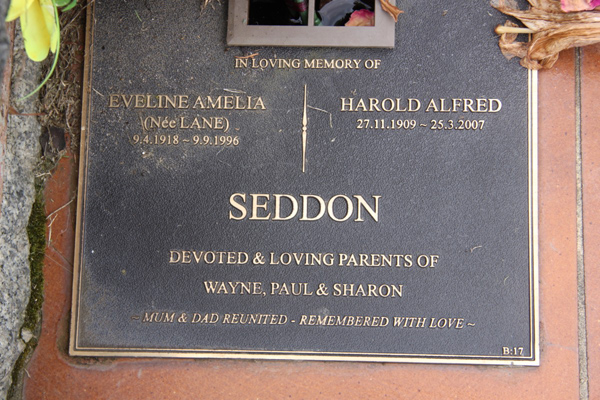 IN LOVING MEMORY OF
EVELINE AMELIA
(Née LANE)
9.4.1918 ~ 9.9.1996
HAROLD ALFRED
27.11.1909 ~ 25.3.2007
SEDDON
DEVOTED & LOVING PARENTS OF
WAYNE, PAUL & SHARON
~ MUM & DAD REUNITED - REMEMBERED WITH LOVE ~
B:17